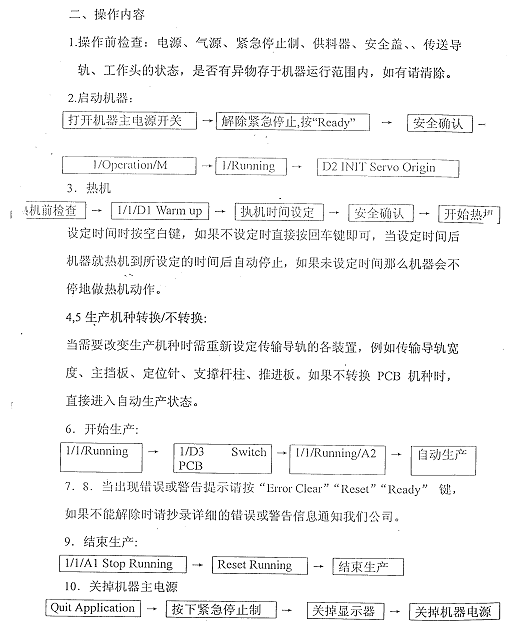 二、操作内容
1.操作前检查：电源、气源、紧急停止制、供料器、安全盖、、传送导
轨、工作头的状态，是否有异物存于机器运行范围内，如有请清除。
2.启动机器：
打开机器主电源开关 → 解除紧急停止,按“Ready” → 安全确认 –
1/Operation/M → 1/Running → D2 INIT Servo Origin
3. 热机
热机前检查 → 1/1/D1 Warm up → 执机时间设定 → 安全确认 → 开始热机
设定时间时按空白键，如果不设定时直接按回车键即可，当设定时间后
机器就热机到所设定的时间后自动停止，如果未设定时间那么机器会不
停地做热机动作。
4,5 生产机种转换/不转换:
当需要改变生产机种时需重新设定传输导轨的各装置，例如传输导轨宽
度、主挡板、定位针、支撑杆柱、推进板。如果不转换 PCB 机种时，
直接进入自动生产状态。
6. 开始生产:
1/1/Running → 1/D3 Switch → 1/1/Running/A2 → 自动生产
PCB
7. 8. 当出现错误或警告提示请按“Error Clear”“Reset”“Ready” 键，
如果不能解除时请抄录详细的错误或警告信息通知我们公司。
9. 结束生产:
1/1/A1 Stop Running → Reset Running → 结束生产
10. 关掉机器主电源
Quit Application → 按下紧急停止制 → 关掉显示器 → 关掉机器电源